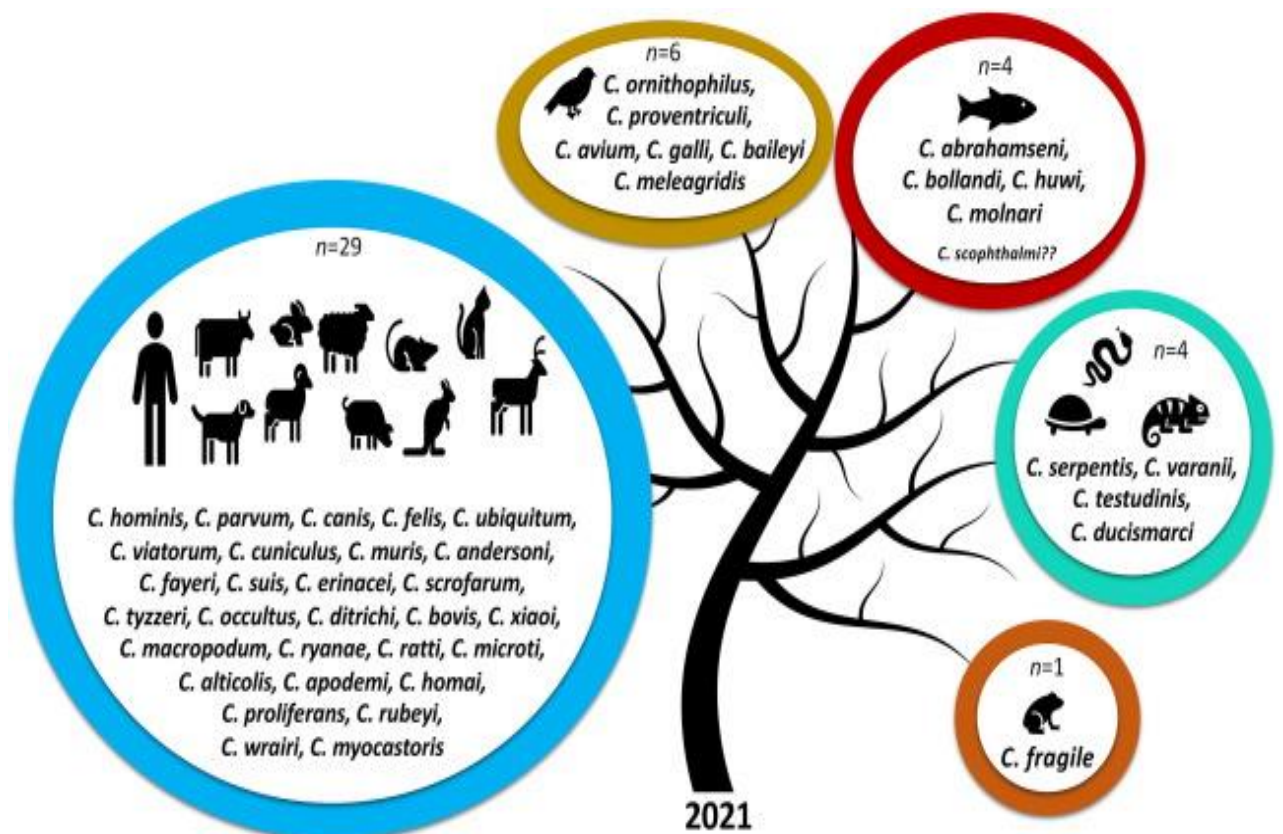 n=6
C. ornithophilus,
C. proventriculi,
C. avium, C. galli, C. baileyi
C. meleagridis
n=4
C. abrahamseni,
C. bollandi, C. huwi,
C. molnari
C. scophthalmi??
n=29
C. hominis, C. parvum, C. canis, C. felis, C. ubiquitum,
C. viatorum, C. cuniculus, C. muris, C. andersoni,
C. fayeri, C. suis, C. erinacei, C. scrofarum,
C. tyzzeri, C. occultus, C. ditrichi, C. bovis, C. xiaoi,
C. macropodum, C. ryanae, C. ratti, C. microti,
C. alticolis, C. apodemi, C. homai,
C. proliferans, C. rubeyi,
C. wrairi, C. myocastoris
n=4
C. serpentis, C. varanii,
C. testudinis,
C. ducismarci
n=1
C. fragile
2021